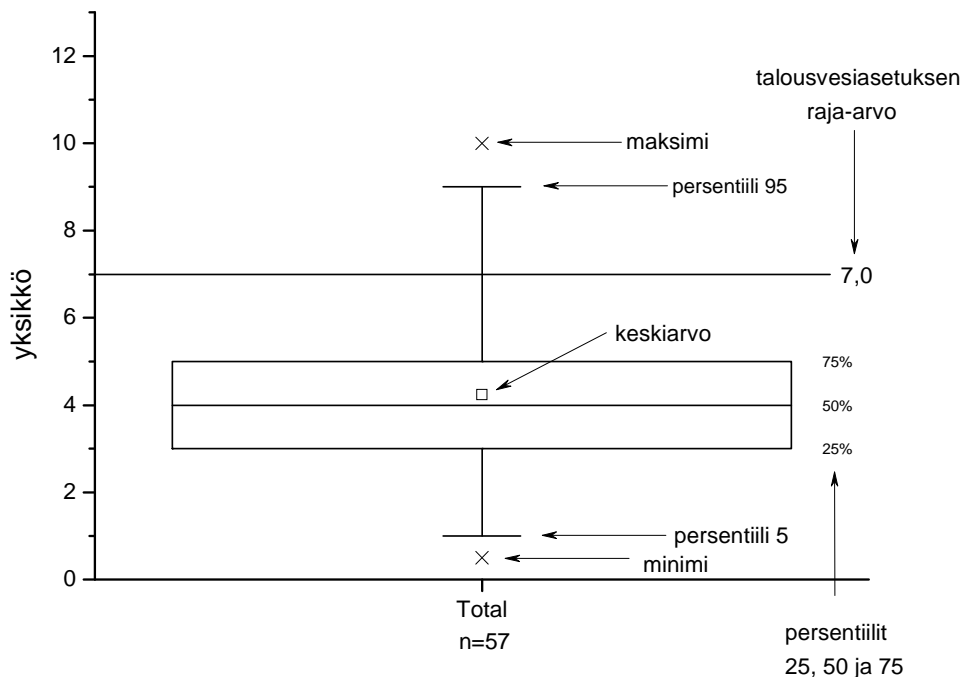 12
10
8
6
4
2
0
yksikkö
talousvesiasetuksen
raja-arvo
maksimi
persentiili 95
7,0
keskiarvo
75%
50%
25%
persentiili 5
minimi
Total
n=57
persentiilit
25, 50 ja 75